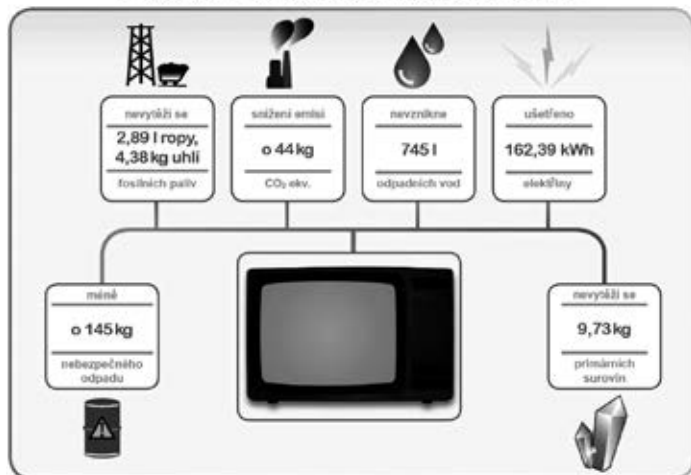 nevytěží se
2,89 l ropy,
4,38 kg uhlí
fosilních paliv
snížení emisí
o 44 kg
CO₂ ekv.
nevznikne
745 l
odpadních vod
ušetřeno
162,39 kWh
elektřiny
méně
o 145 kg
nebezpečného
odpadu
nevytěží se
9,73 kg
primárních
surovin